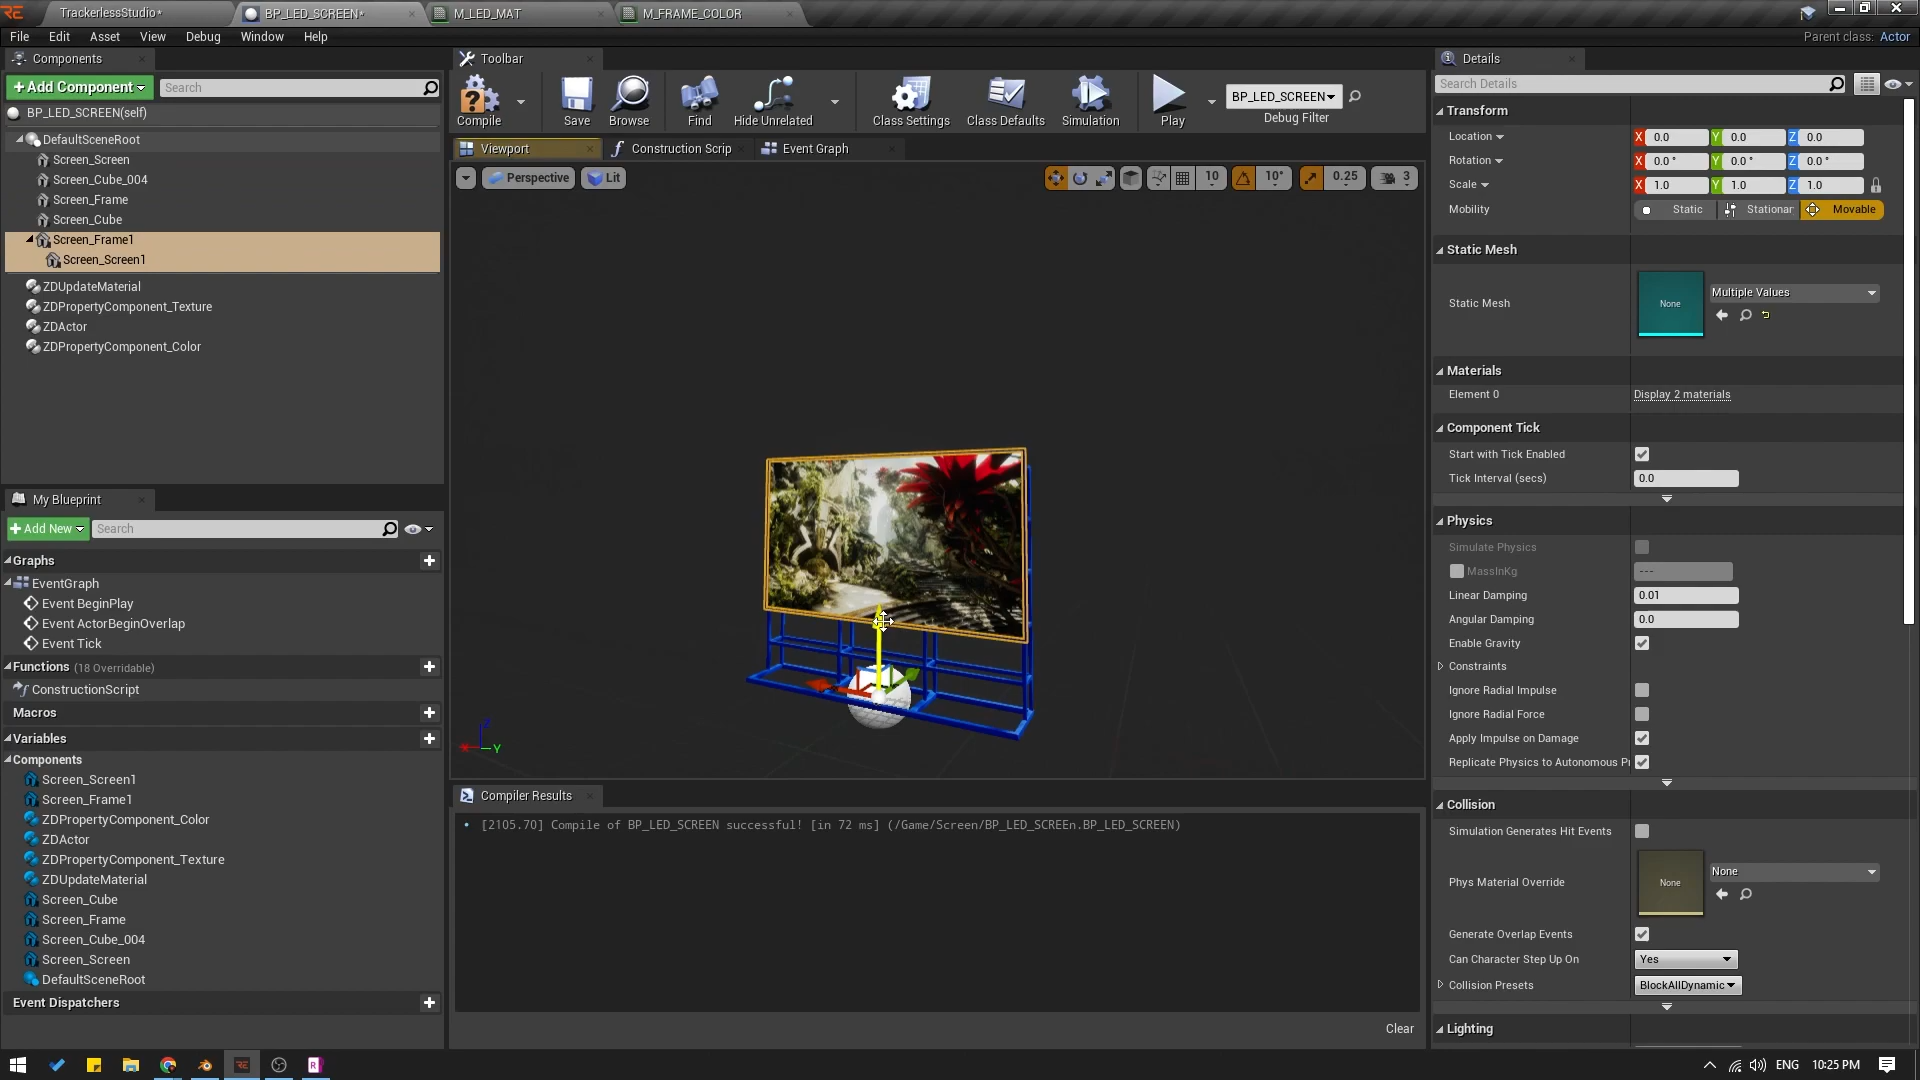 TrackerlessStudio*
BP_LED_SCREEN*
M_LED_MAT
M_FRAME_COLOR
File Edit Asset View Debug Window Help
Parent class: Actor
Components
Add Component
Search
BP_LED_SCREEN(self)
DefaultSceneRoot
Screen_Screen
Screen_Cube_004
Screen_Frame
Screen_Cube
Screen_Frame1
Screen_Screen1
ZDUpdateMaterial
ZDPropertyComponent_Texture
ZDActor
ZDPropertyComponent_Color
My Blueprint
Add New
Search
Graphs
EventGraph
Event BeginPlay
Event ActorBeginOverlap
Event Tick
Functions (18 Overridable)
ConstructionScript
Macros
Variables
Components
Screen_Screen1
Screen_Frame1
ZDPropertyComponent_Color
ZDActor
ZDPropertyComponent_Texture
ZDUpdateMaterial
Screen_Cube
Screen_Frame
Screen_Cube_004
Screen_Screen
DefaultSceneRoot
Event Dispatchers
Toolbar
Compile
Save
Browse
Find
Hide Unrelated
Class Settings
Class Defaults
Simulation
Play
BP_LED_SCREEN
Debug Filter
Viewport
Construction Scrip
Event Graph
Perspective
Lit
10
10°
0.25
3
Z
X
Y
Compiler Results
• [2105.70] Compile of BP_LED_SCREEN successful! [in 72 ms] (/Game/Screen/BP_LED_SCREEn.BP_LED_SCREEN)
Clear
Details
Search Details
Transform
Location X 0.0 Y 0.0 Z 0.0
Rotation X 0.0 ° Y 0.0 ° Z 0.0 °
Scale X 1.0 Y 1.0 Z 1.0
Mobility Static Stationar Movable
Static Mesh
Static Mesh None Multiple Values
Materials
Element 0 Display 2 materials
Component Tick
Start with Tick Enabled
Tick Interval (secs) 0.0
Physics
Simulate Physics
MassInKg ---
Linear Damping 0.01
Angular Damping 0.0
Enable Gravity
Constraints
Ignore Radial Impulse
Ignore Radial Force
Apply Impulse on Damage
Replicate Physics to Autonomous Pr
Collision
Simulation Generates Hit Events
Phys Material Override None None
Generate Overlap Events
Can Character Step Up On Yes
Collision Presets BlockAllDynamic
Lighting
ENG 10:25 PM